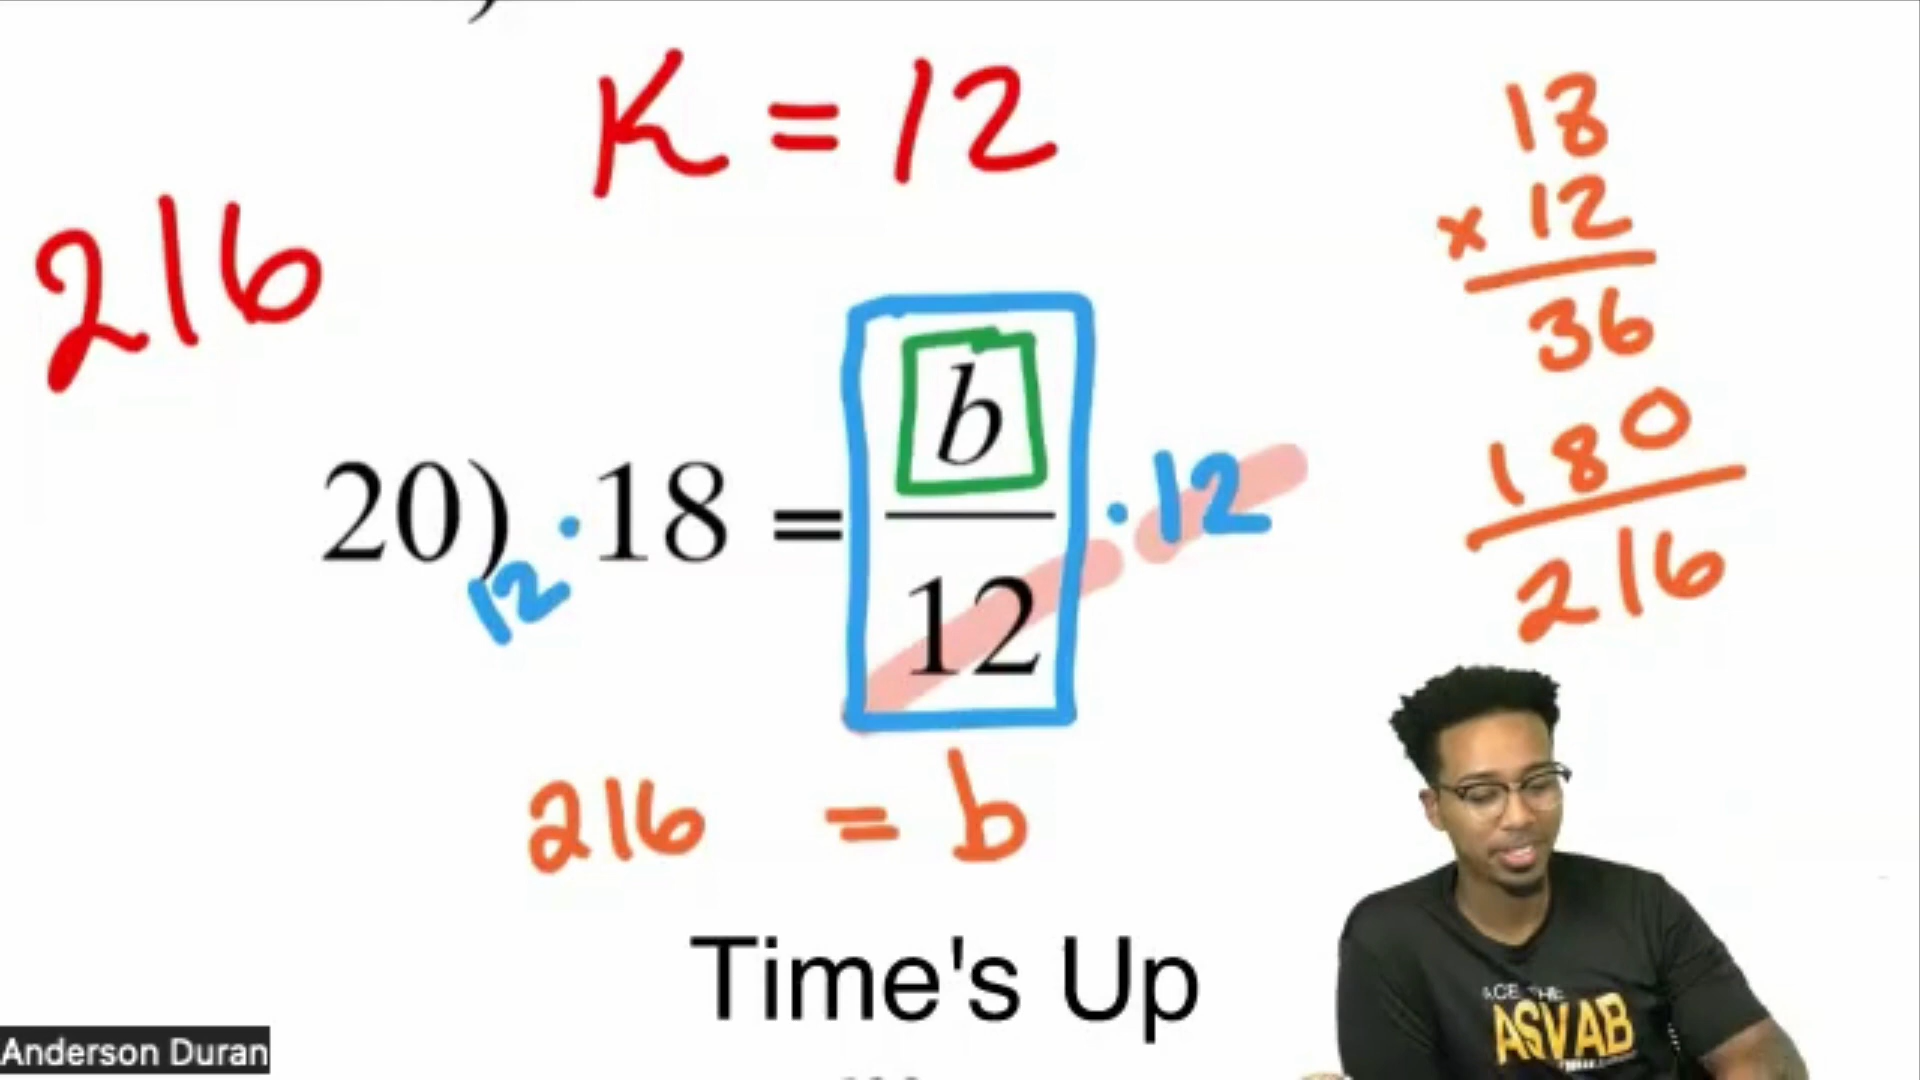 K = 12
216
20) 12 · 18 = b/12 · 12
216 = b
18
x 12
36
180
216
Time's Up
Anderson Duran
ACE THE
ASVAB